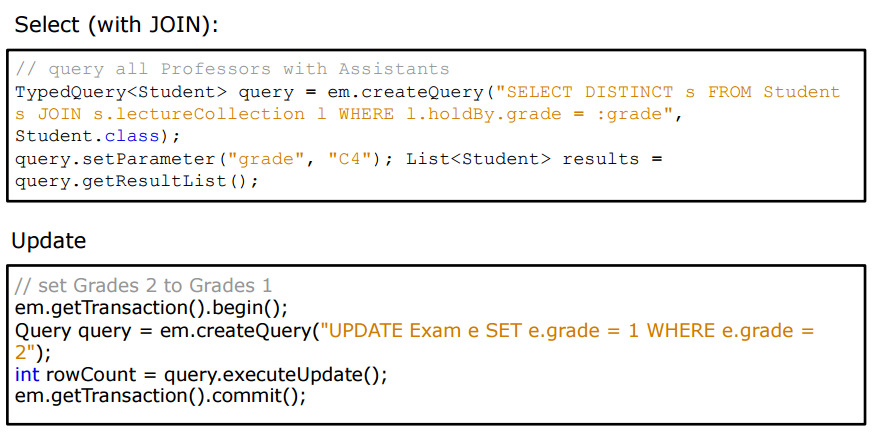 Select (with JOIN):
// query all Professors with Assistants
TypedQuery<Student> query = em.createQuery("SELECT DISTINCT s FROM Student
s JOIN s.lectureCollection l WHERE l.holdBy.grade = :grade",
Student.class);
query.setParameter("grade", "C4"); List<Student> results =
query.getResultList();
Update
// set Grades 2 to Grades 1
em.getTransaction().begin();
Query query = em.createQuery("UPDATE Exam e SET e.grade = 1 WHERE e.grade =
2");
int rowCount = query.executeUpdate();
em.getTransaction().commit();